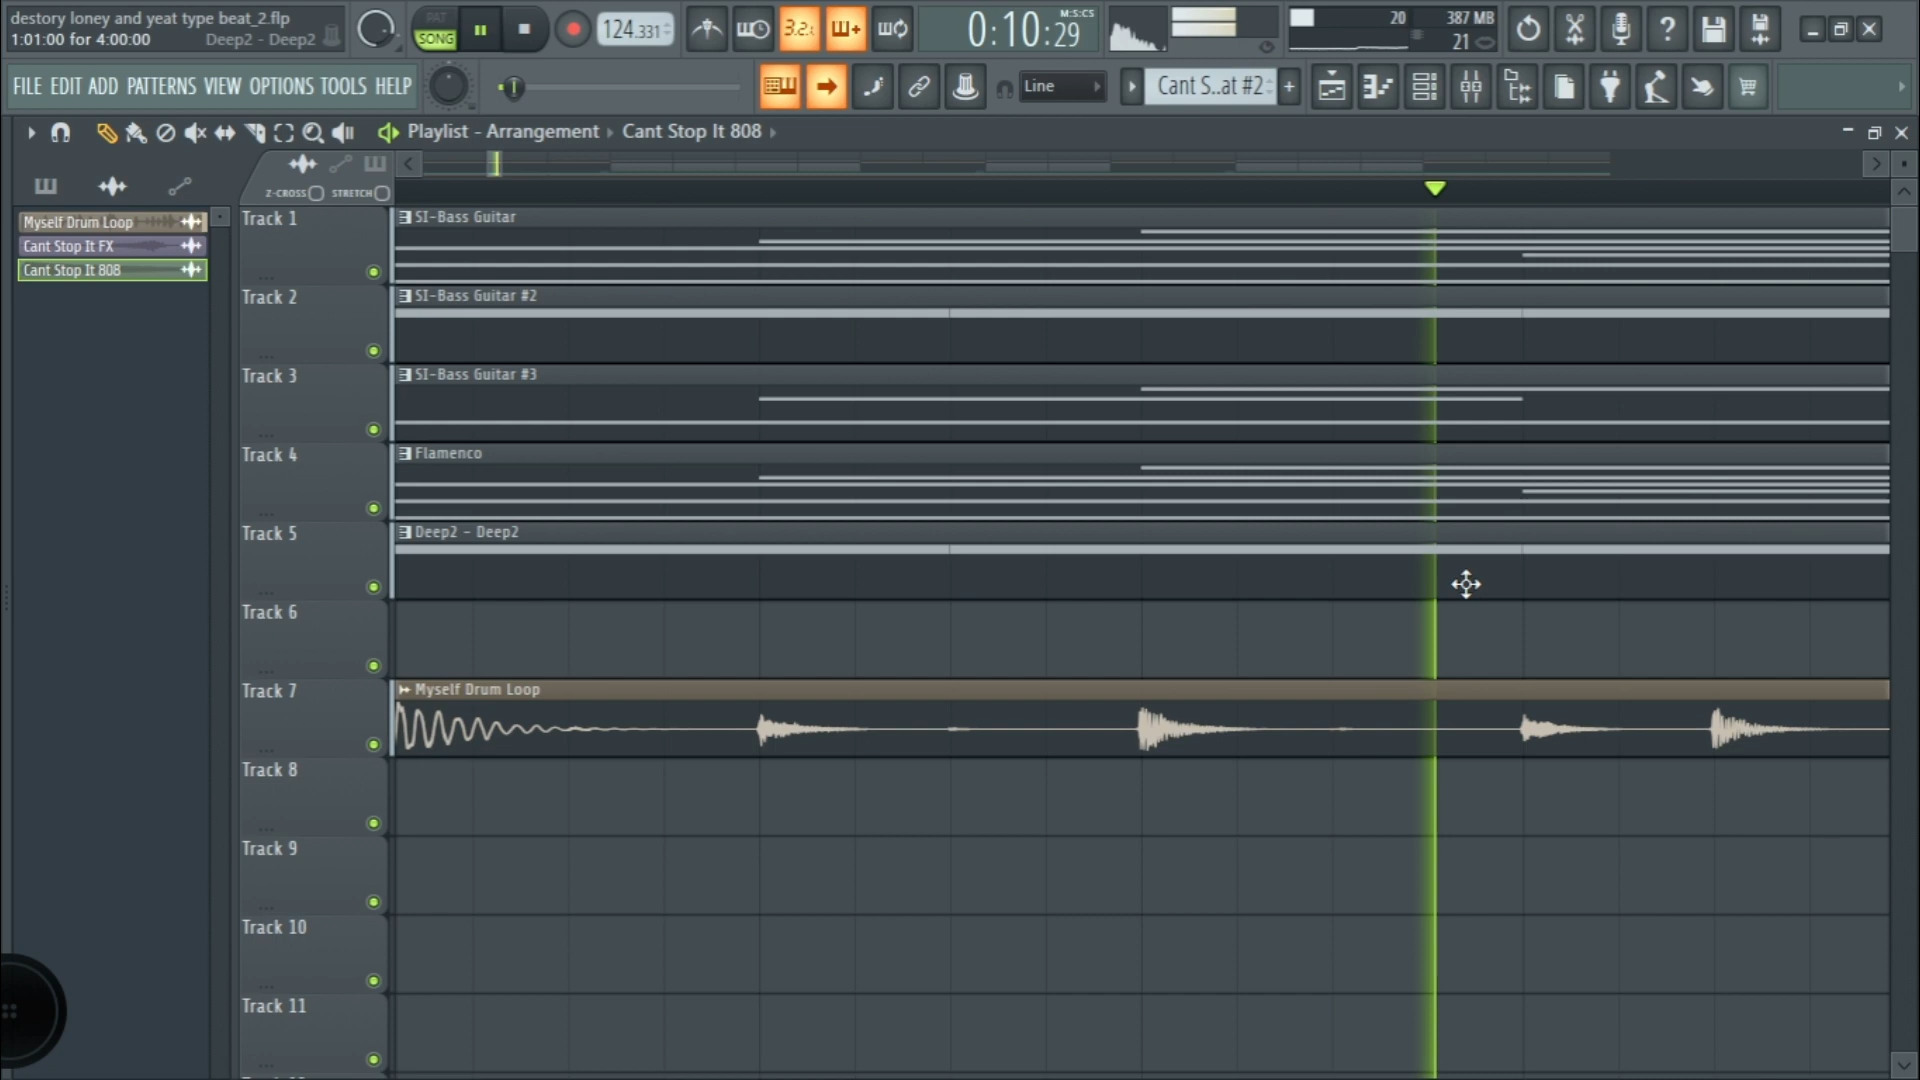 destory loney and yeat type beat_2.flp
1:01:00 for 4:00:00 Deep2 - Deep2
PAT
SONG
124.331
3.2:
0:10:29
M:S:CS
20 387 MB
21
FILE EDIT ADD PATTERNS VIEW OPTIONS TOOLS HELP
Line
Cant S..at #2
+
Playlist - Arrangement › Cant Stop It 808 ›
Z-CROSS STRETCH
Myself Drum Loop
Cant Stop It FX
Cant Stop It 808
Track 1
SI-Bass Guitar
Track 2
SI-Bass Guitar #2
Track 3
SI-Bass Guitar #3
Track 4
Flamenco
Track 5
Deep2 - Deep2
Track 6
Track 7
Myself Drum Loop
Track 8
Track 9
Track 10
Track 11